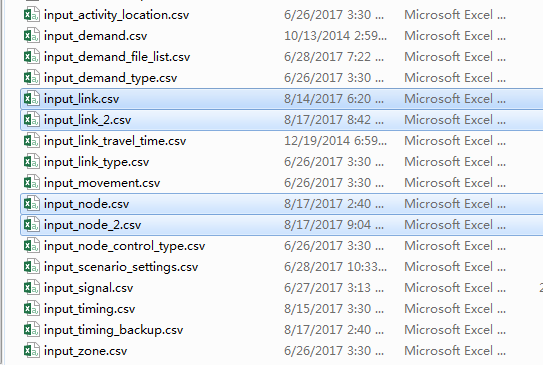 input_activity_location.csv 6/26/2017 3:30 ... Microsoft Excel ...
input_demand.csv 10/13/2014 2:59... Microsoft Excel ...
input_demand_file_list.csv 6/28/2017 7:22 ... Microsoft Excel ...
input_demand_type.csv 6/26/2017 3:30 ... Microsoft Excel ...
input_link.csv 8/14/2017 6:20 ... Microsoft Excel ...
input_link_2.csv 8/17/2017 8:42 ... Microsoft Excel ...
input_link_travel_time.csv 12/19/2014 6:59... Microsoft Excel ...
input_link_type.csv 6/26/2017 3:30 ... Microsoft Excel ...
input_movement.csv 6/26/2017 3:30 ... Microsoft Excel ...
input_node.csv 8/17/2017 2:40 ... Microsoft Excel ...
input_node_2.csv 8/17/2017 9:04 ... Microsoft Excel ...
input_node_control_type.csv 6/26/2017 3:30 ... Microsoft Excel ...
input_scenario_settings.csv 6/28/2017 10:33... Microsoft Excel ...
input_signal.csv 6/27/2017 3:13 ... Microsoft Excel ... 2
input_timing.csv 8/15/2017 3:30 ... Microsoft Excel ...
input_timing_backup.csv 8/17/2017 2:40 ... Microsoft Excel ...
input_zone.csv 6/26/2017 3:30 ... Microsoft Excel ...